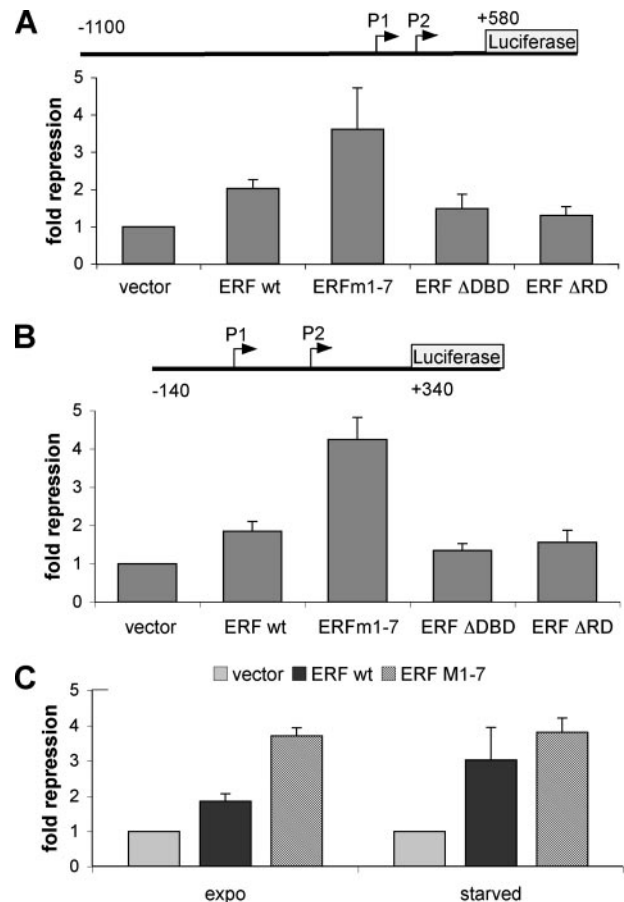 A
-1100 P1 P2 +580
Luciferase
fold repression
5
4
3
2
1
0
vector ERF wt ERFm1-7 ERF ΔDBD ERF ΔRD
B
P1 P2 Luciferase
-140 +340
fold repression
5
4
3
2
1
0
vector ERF wt ERFm1-7 ERF ΔDBD ERF ΔRD
C
vector ERF wt ERF M1-7
fold repression
5
4
3
2
1
0
expo starved